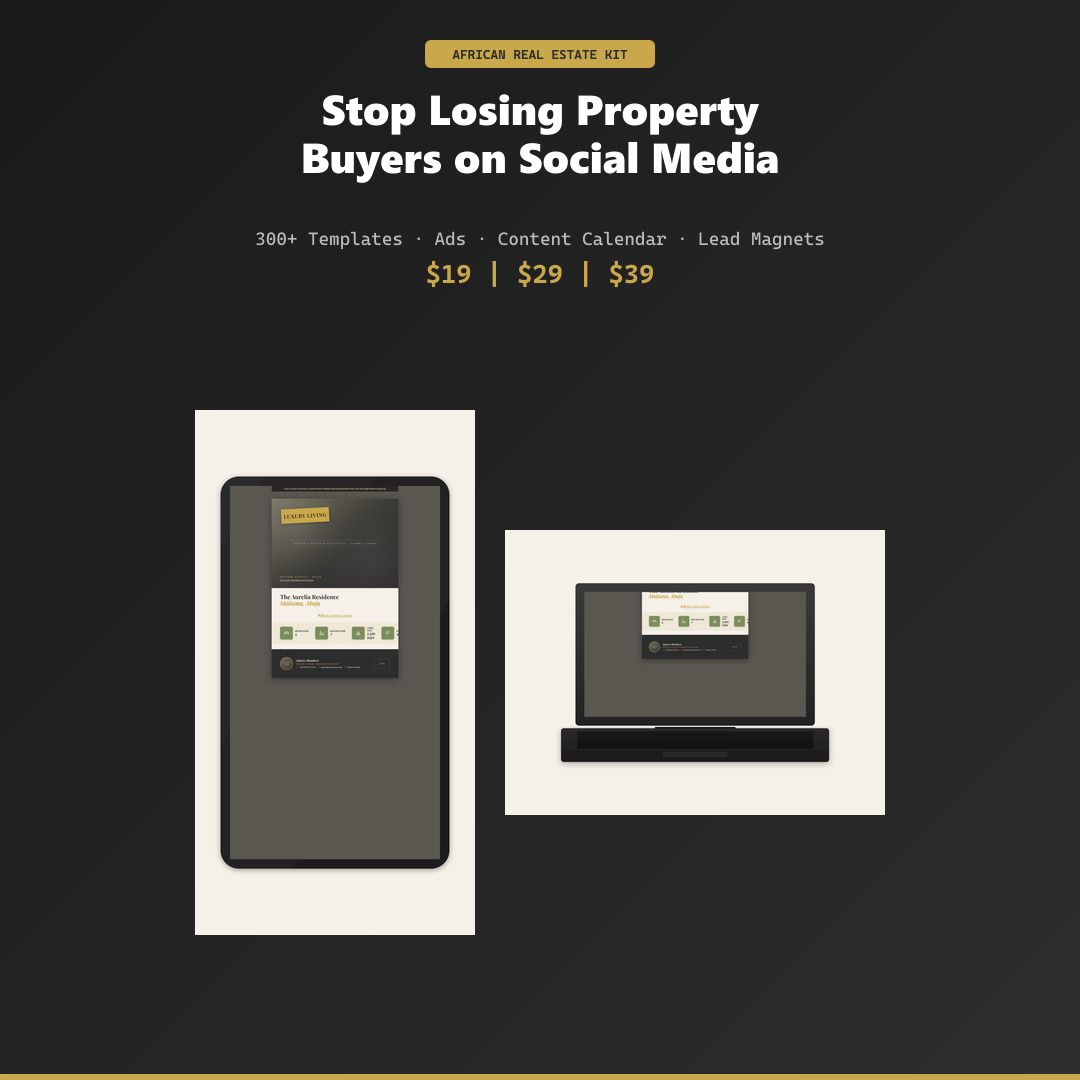 AFRICAN REAL ESTATE KIT
Stop Losing Property
Buyers on Social Media
300+ Templates · Ads · Content Calendar · Lead Magnets
$19 | $29 | $39
LUXURY LIVING
The Aurelia Residence
Maitama, Abuja
Maitama, Abuja